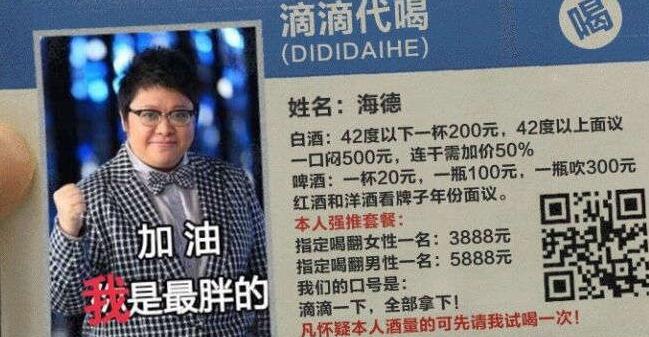 滴滴代喝
(DIDIDAIHE)
喝
姓名：海德
白酒：42度以下一杯200元，42度以上面议
一口闷500元，连干需加价50%
啤酒：一杯20元，一瓶100元，一瓶吹300元
红酒和洋酒看牌子年份面议。
本人强推套餐：
指定喝翻女性一名：3888元
指定喝翻男性一名：5888元
我们的口号是：
滴滴一下，全部拿下！
凡怀疑本人酒量的可先请我试喝一次！
加油
我是最胖的